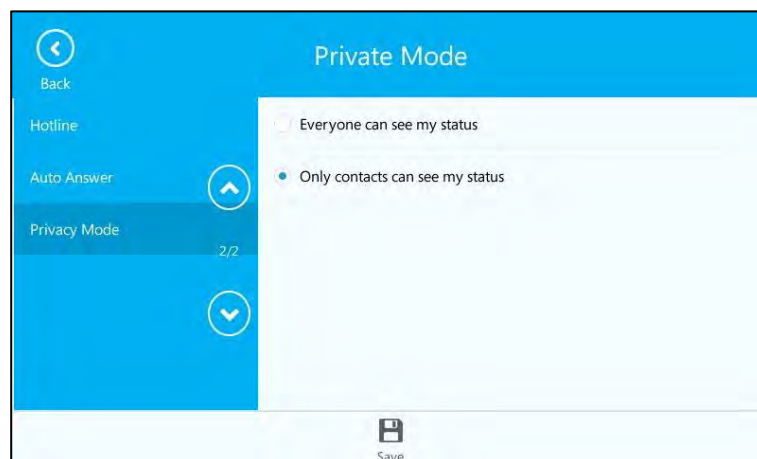 Private Mode
Back
Hotline
Everyone can see my status
Auto Answer
Only contacts can see my status
Privacy Mode
2/2
Save